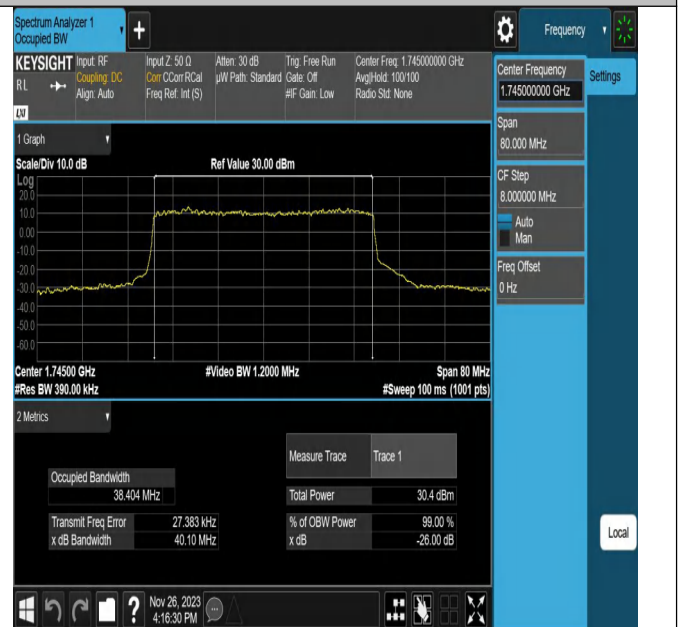 Spectrum Analyzer 1
Occupied BW
+
Frequency
KEYSIGHT Input: RF Input Z: 50 Ω Atten: 30 dB Trig: Free Run Center Freq: 1.745000000 GHz
RL Coupling: DC Corr CCorr RCal µW Path: Standard Gate: Off Avg|Hold: 100/100
Align: Auto Freq Ref: Int (S) #IF Gain: Low Radio Std: None
LXI
Center Frequency
1.745000000 GHz
Settings
Span
80.000 MHz
CF Step
8.000000 MHz
Auto
Man
Freq Offset
0 Hz
1 Graph
Scale/Div 10.0 dB Ref Value 30.00 dBm
Log
20.0
10.0
0.00
-10.0
-20.0
-30.0
-40.0
-50.0
-60.0
Center 1.74500 GHz #Video BW 1.2000 MHz Span 80 MHz
#Res BW 390.00 kHz #Sweep 100 ms (1001 pts)
2 Metrics
Measure Trace Trace 1
Occupied Bandwidth
38.404 MHz
Total Power 30.4 dBm
Transmit Freq Error 27.383 kHz % of OBW Power 99.00 %
x dB Bandwidth 40.10 MHz x dB -26.00 dB
Local
? Nov 26, 2023
4:16:30 PM